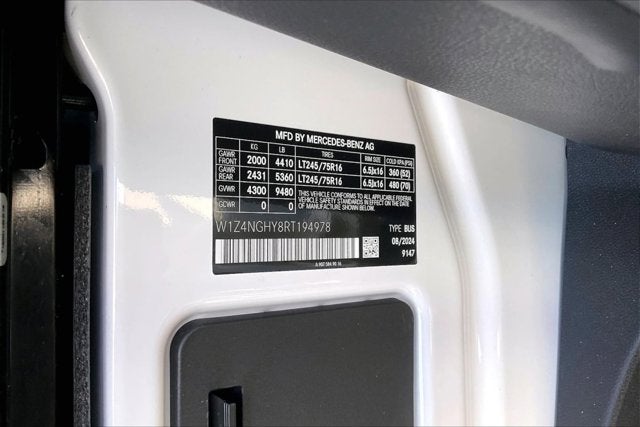 MFD BY MERCEDES-BENZ AG
KG LB TIRES RIM SIZE COLD KPA (PSI)
GAWR FRONT 2000 4410 LT245/75R16 6.5Jx16 360 (52)
GAWR REAR 2431 5360 LT245/75R16 6.5Jx16 480 (70)
GVWR 4300 9480 THIS VEHICLE CONFORMS TO ALL APPLICABLE FEDERAL MOTOR VEHICLE SAFETY STANDARDS IN EFFECT ON THE DATE OF MANUFACTURE SHOWN BELOW.
GCWR 0 0
W1Z4NGHY8RT194978 TYPE BUS
08/2024
9147